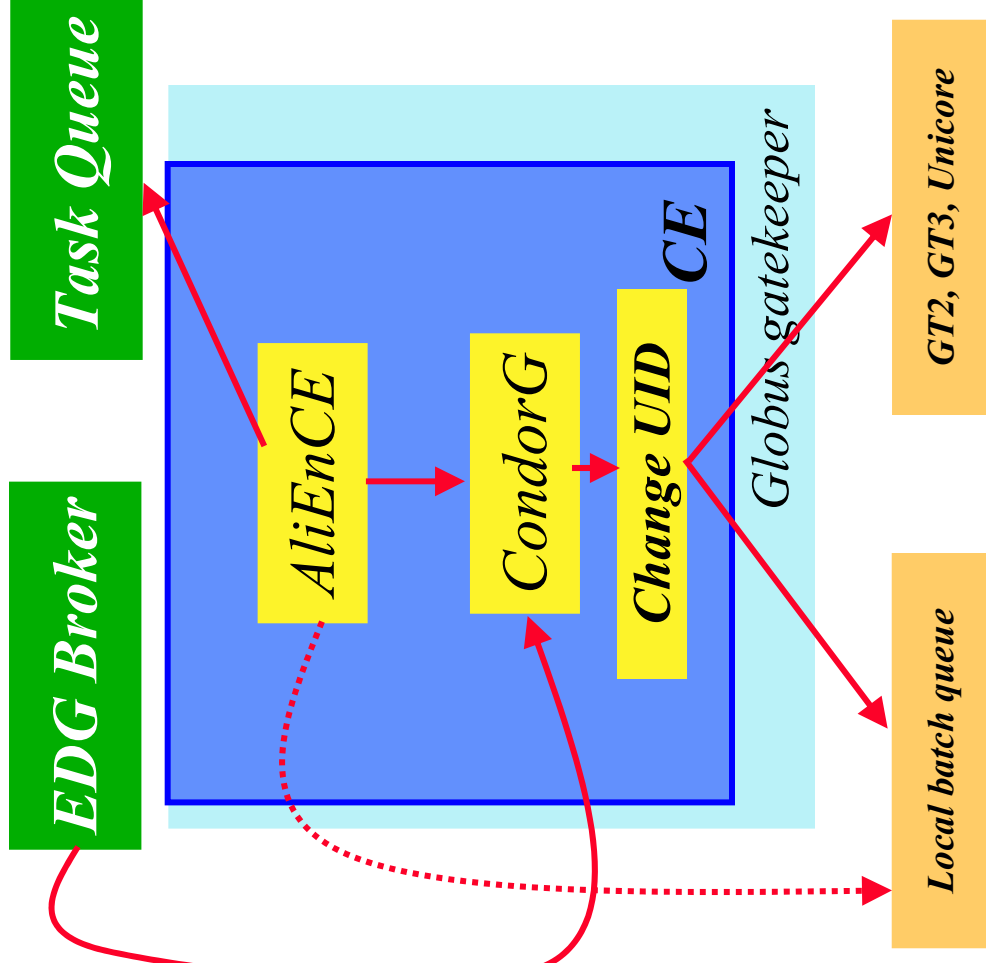 EDG Broker
Task Queue
AliEnCE
CondorG
Change UID
CE
Globus gatekeeper
Local batch queue
GT2, GT3, Unicore